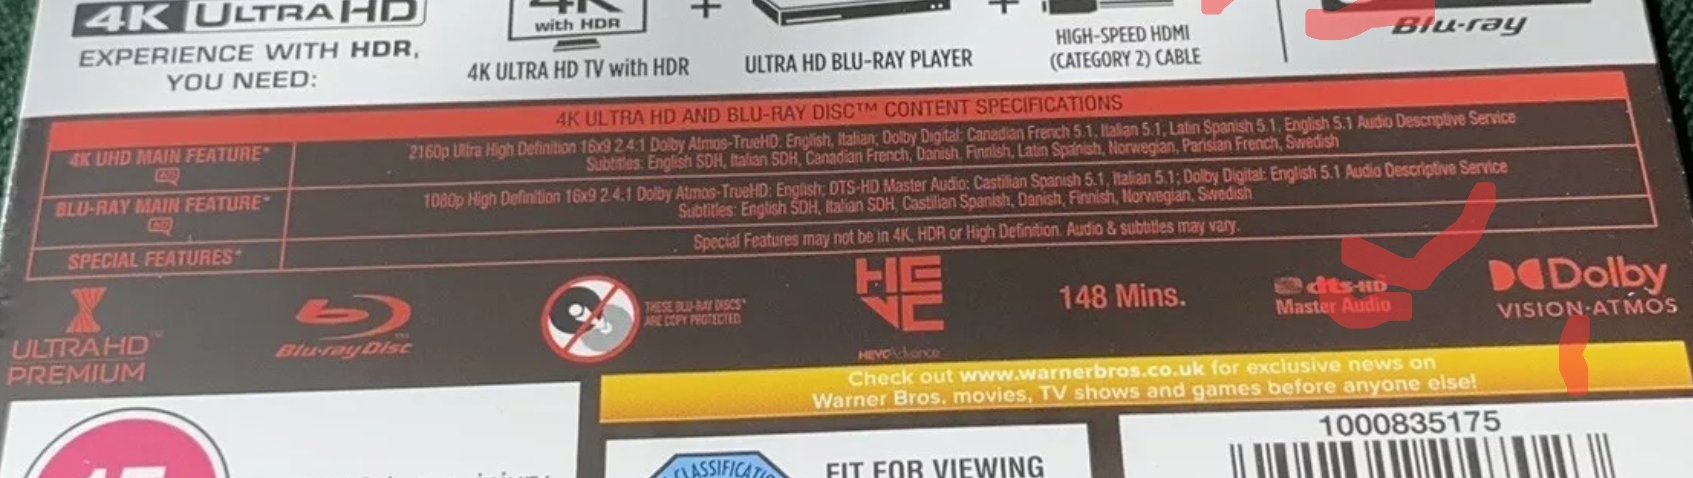 4K ULTRA HD
EXPERIENCE WITH HDR,
YOU NEED:
4K
with HDR
4K ULTRA HD TV with HDR
+
ULTRA HD BLU-RAY PLAYER
+
HIGH-SPEED HDMI
(CATEGORY 2) CABLE
Blu-ray
4K ULTRA HD AND BLU-RAY DISC™ CONTENT SPECIFICATIONS
4K UHD MAIN FEATURE*
AD
2160p Ultra High Definition 16x9 2.4:1 Dolby Atmos-TrueHD: English, Italian; Dolby Digital: Canadian French 5.1, Italian 5.1, Latin Spanish 5.1, English 5.1 Audio Descriptive Service
Subtitles: English SDH, Italian SDH, Canadian French, Danish, Finnish, Latin Spanish, Norwegian, Parisian French, Swedish
BLU-RAY MAIN FEATURE*
AD
1080p High Definition 16x9 2.4:1 Dolby Atmos-TrueHD: English; DTS-HD Master Audio: Castilian Spanish 5.1, Italian 5.1; Dolby Digital: English 5.1 Audio Descriptive Service
Subtitles: English SDH, Italian SDH, Castilian Spanish, Danish, Finnish, Norwegian, Swedish
SPECIAL FEATURES*
Special Features may not be in 4K, HDR or High Definition. Audio & subtitles may vary.
ULTRA HD™
PREMIUM
Blu-ray Disc™
THESE BLU-RAY DISCS™
ARE COPY PROTECTED
HEVC
HEVC Advance™
148 Mins.
dts-HD
Master Audio
Dolby
VISION·ATMOS
Check out www.warnerbros.co.uk for exclusive news on
Warner Bros. movies, TV shows and games before anyone else!
1000835175
FIT FOR VIEWING